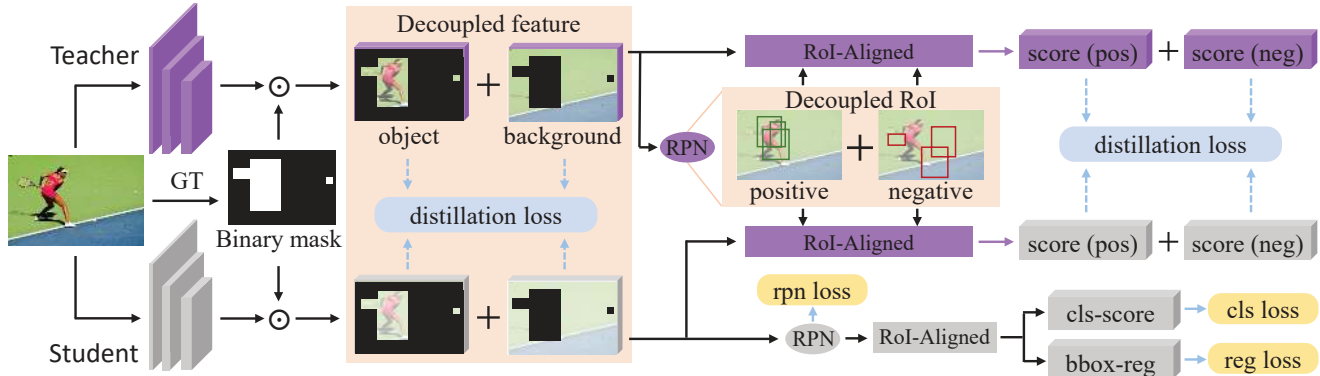 Decoupled feature
Teacher
RoI-Aligned
score (pos)
score (neg)
object
background
Decoupled RoI
RPN
distillation loss
GT
positive
negative
distillation loss
Binary mask
RoI-Aligned
score (pos)
score (neg)
rpn loss
cls-score
cls loss
RPN
RoI-Aligned
Student
bbox-reg
reg loss